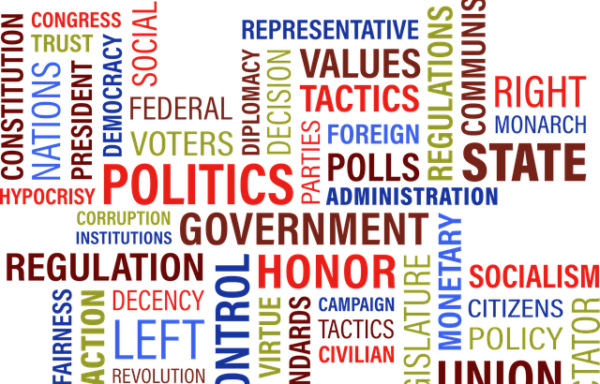 CONSTITUTION
CONGRESS
TRUST
NATIONS
PRESIDENT
DEMOCRACY
SOCIAL
FEDERAL
VOTERS
HYPOCRISY
POLITICS
REPRESENTATIVE
DIPLOMACY
DECISION
VALUES
TACTICS
PARTIES
FOREIGN
POLLS
ADMINISTRATION
REGULATIONS
COMMUNIS
RIGHT
MONARCH
STATE
CORRUPTION
INSTITUTIONS
GOVERNMENT
REGULATION
FAIRNESS
ACTION
DECENCY
LEFT
REVOLUTION
ONTROL
HONOR
VIRTUE
NDARDS
CAMPAIGN
TACTICS
CIVILIAN
GISLATURE
MONETARY
SOCIALISM
CITIZENS
POLICY
UNION
CTATOR